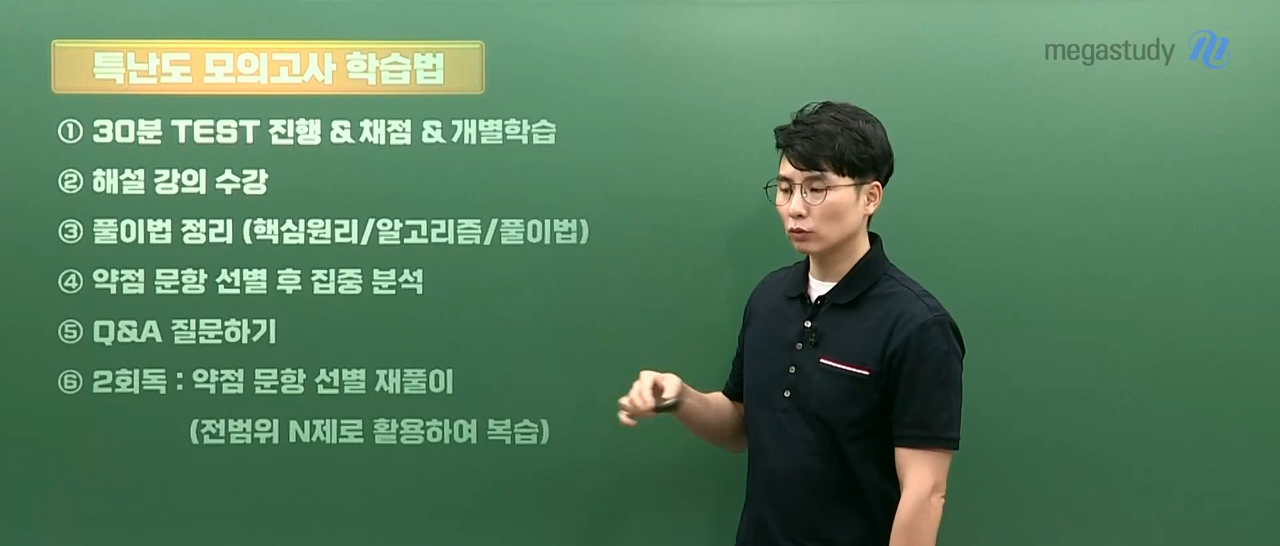 특난도 모의고사 학습법
megastudy
① 30분 TEST 진행 & 채점 & 개별학습
② 해설 강의 수강
③ 풀이법 정리 (핵심원리/알고리즘/풀이법)
④ 약점 문항 선별 후 집중 분석
⑤ Q&A 질문하기
⑥ 2회독 : 약점 문항 선별 재풀이
(전범위 N제로 활용하여 복습)